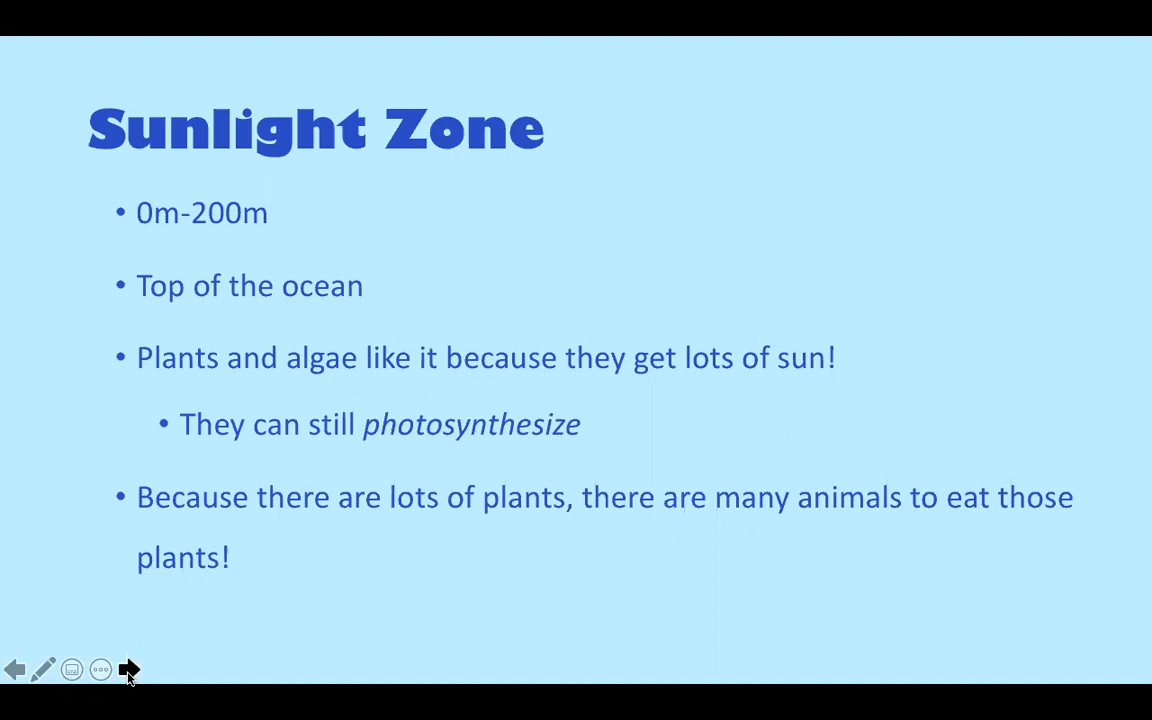 Sunlight Zone
• 0m-200m
• Top of the ocean
• Plants and algae like it because they get lots of sun!
• They can still photosynthesize
• Because there are lots of plants, there are many animals to eat those
plants!